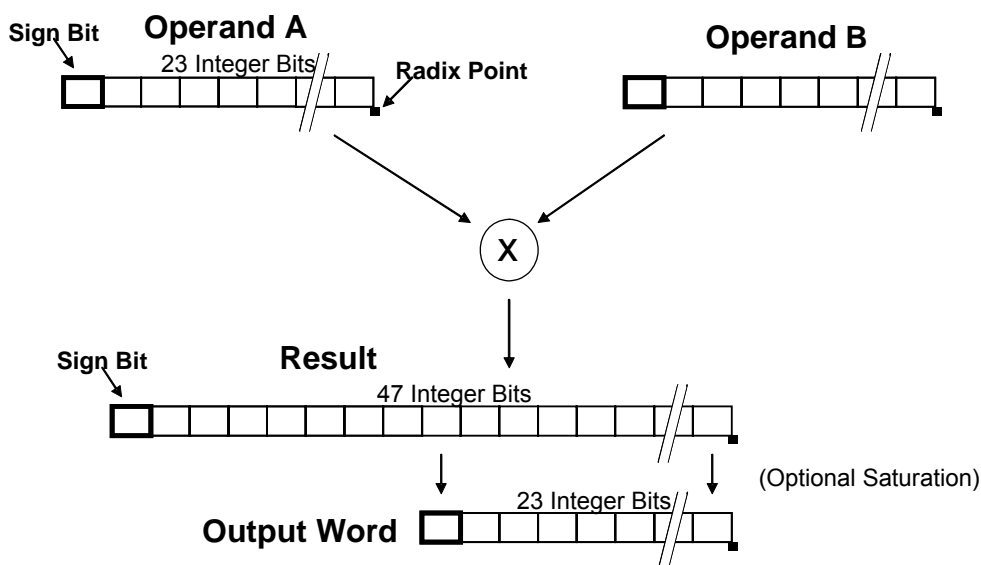 Sign Bit
Operand A
Operand B
23 Integer Bits
Radix Point
X
Result
Sign Bit
47 Integer Bits
(Optional Saturation)
23 Integer Bits
Output Word